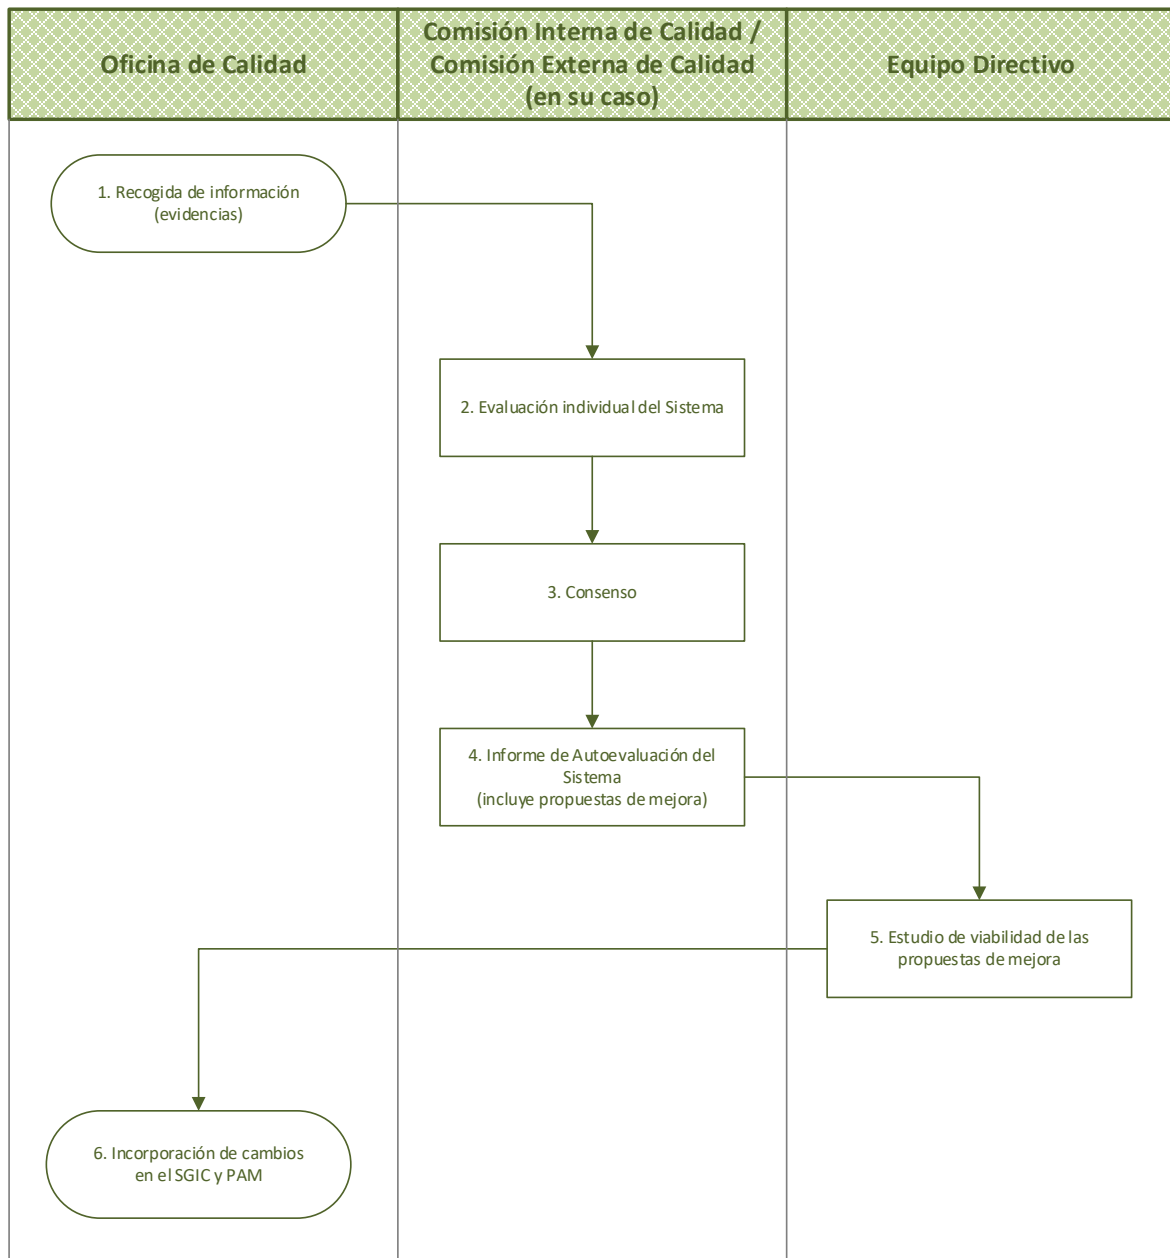 Oficina de Calidad
Comisión Interna de Calidad /
Comisión Externa de Calidad
(en su caso)
Equipo Directivo
1. Recogida de información
(evidencias)
2. Evaluación individual del Sistema
3. Consenso
4. Informe de Autoevaluación del
Sistema
(incluye propuestas de mejora)
5. Estudio de viabilidad de las
propuestas de mejora
6. Incorporación de cambios
en el SGIC y PAM